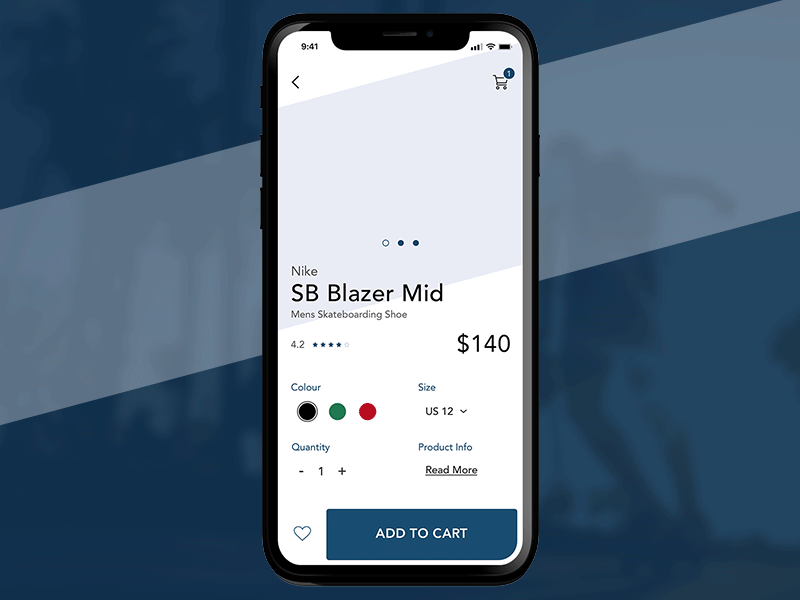 9:41
1
Nike
SB Blazer Mid
Mens Skateboarding Shoe
4.2
$140
Colour
Size
US 12
Quantity
Product Info
- 1 +
Read More
ADD TO CART